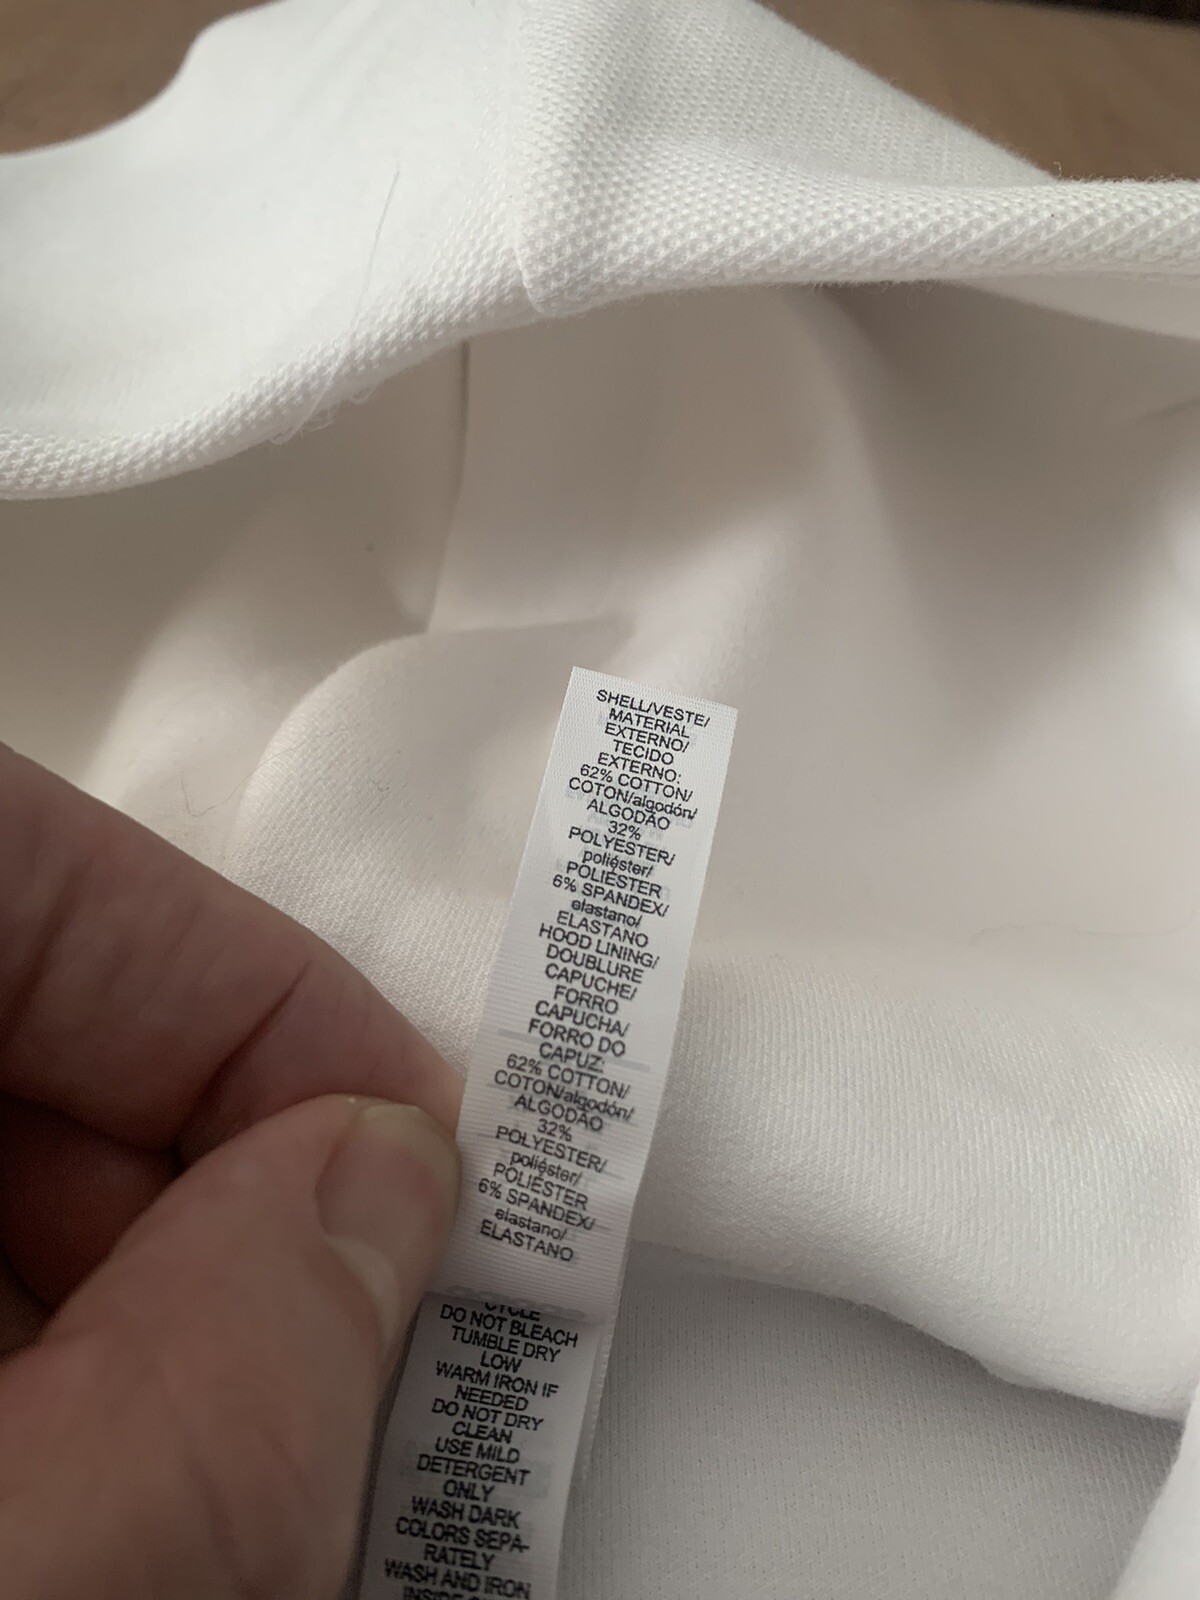 SHELL/VESTE/
MATERIAL
EXTERNO/
TECIDO
EXTERNO:
62% COTTON/
COTON/algodón/
ALGODÃO
32%
POLYESTER/
poliéster/
POLIÉSTER
6% SPANDEX/
elastano/
ELASTANO
HOOD LINING/
DOUBLURE
CAPUCHE/
FORRO
CAPUCHA/
FORRO DO
CAPUZ:
62% COTTON/
COTON/algodón/
ALGODÃO
32%
POLYESTER/
poliéster/
POLIÉSTER
6% SPANDEX/
elastano/
ELASTANO
CYCLE
DO NOT BLEACH
TUMBLE DRY
LOW
WARM IRON IF
NEEDED
DO NOT DRY
CLEAN
USE MILD
DETERGENT
ONLY
WASH DARK
COLORS SEPA-
RATELY
WASH AND IRON
INSIDE